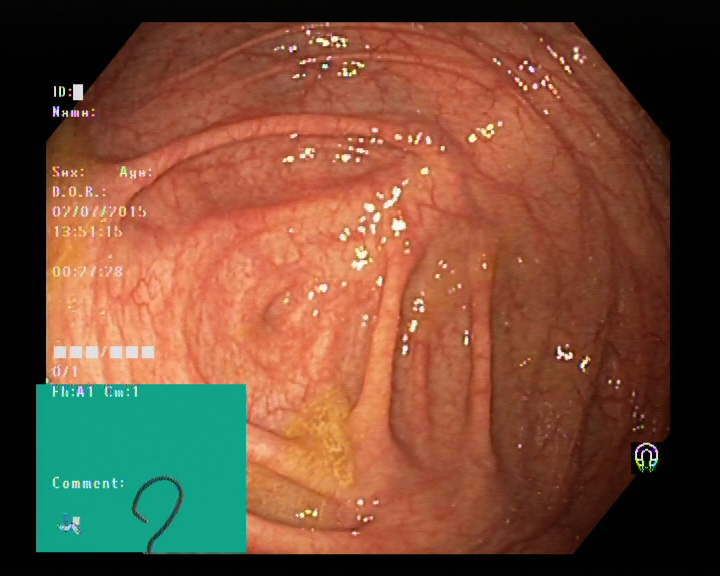 ID:
Name:
Sex: Age:
D.O.B.:
02/07/2015
13:51:15
00:27:28
0/1
Ph:A1 Cm:1
Comment: